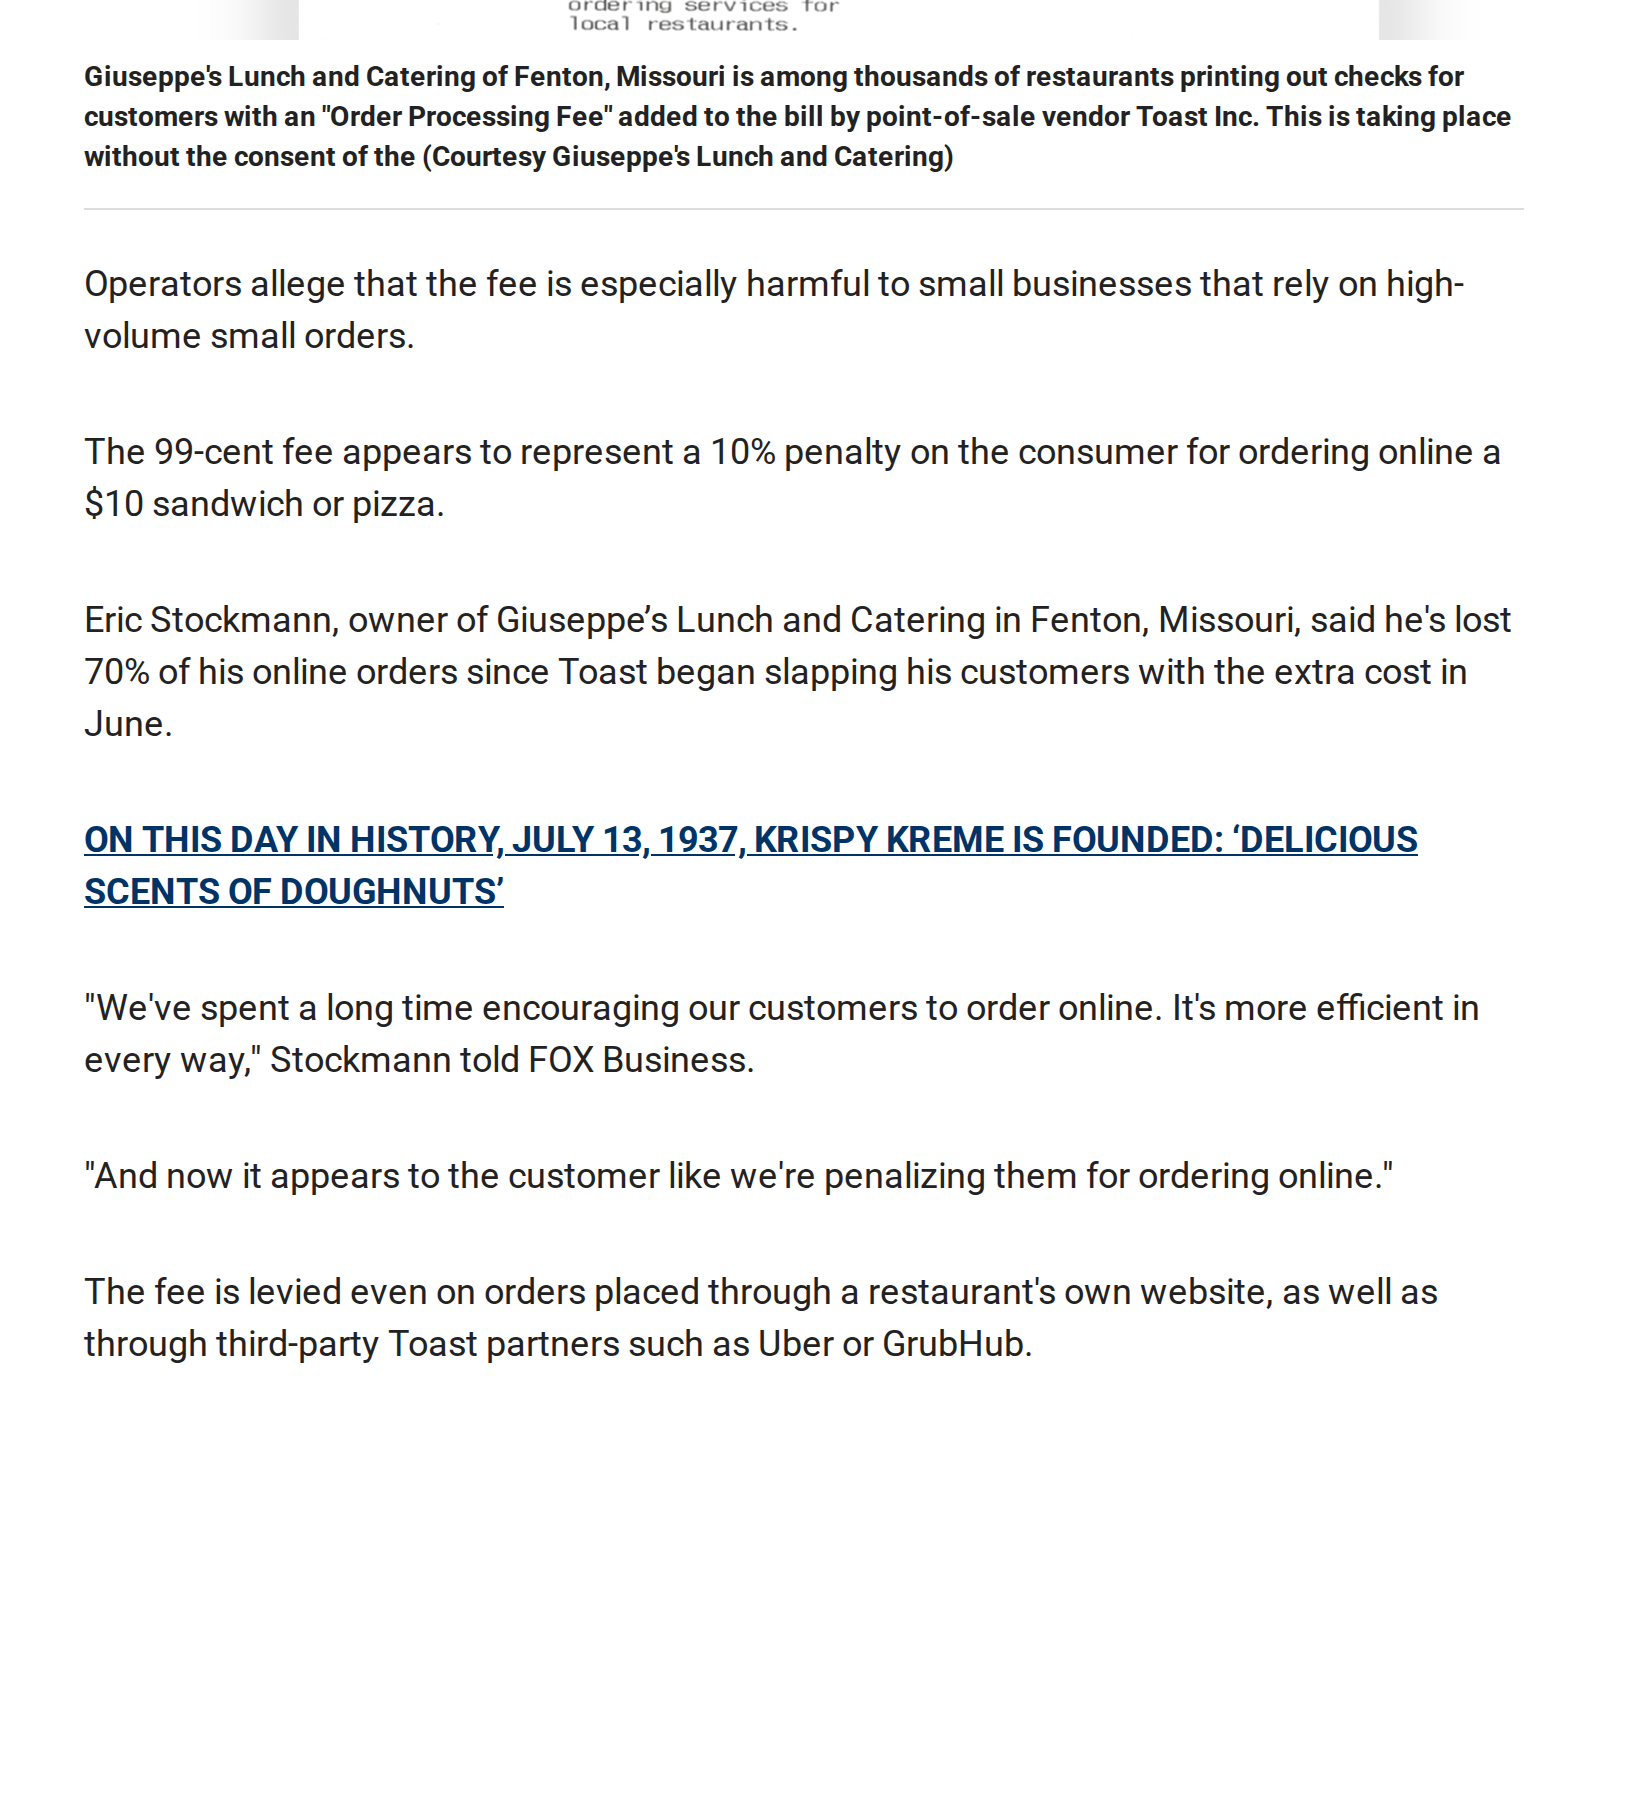 ordering services for
local restaurants.
Giuseppe's Lunch and Catering of Fenton, Missouri is among thousands of restaurants printing out checks for
customers with an "Order Processing Fee" added to the bill by point-of-sale vendor Toast Inc. This is taking place
without the consent of the (Courtesy Giuseppe's Lunch and Catering)
Operators allege that the fee is especially harmful to small businesses that rely on high-
volume small orders.
The 99-cent fee appears to represent a 10% penalty on the consumer for ordering online a
$10 sandwich or pizza.
Eric Stockmann, owner of Giuseppe’s Lunch and Catering in Fenton, Missouri, said he's lost
70% of his online orders since Toast began slapping his customers with the extra cost in
June.
ON THIS DAY IN HISTORY, JULY 13, 1937, KRISPY KREME IS FOUNDED: ‘DELICIOUS
SCENTS OF DOUGHNUTS’
"We've spent a long time encouraging our customers to order online. It's more efficient in
every way," Stockmann told FOX Business.
"And now it appears to the customer like we're penalizing them for ordering online."
The fee is levied even on orders placed through a restaurant's own website, as well as
through third-party Toast partners such as Uber or GrubHub.